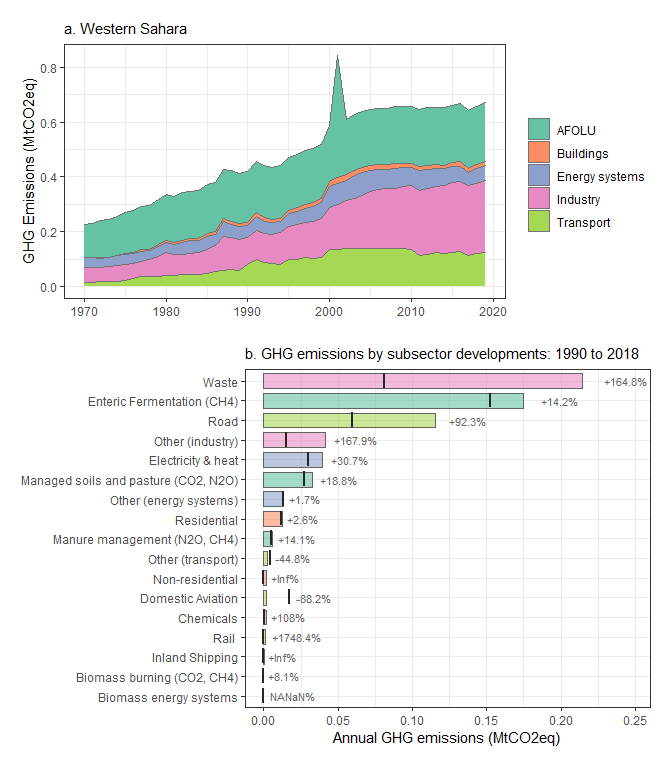 a. Western Sahara
GHG Emissions (MtCO2eq)
0.8
0.6
0.4
0.2
0.0
1970
1980
1990
2000
2010
2020
AFOLU
Buildings
Energy systems
Industry
Transport
b. GHG emissions by subsector developments: 1990 to 2018
Waste +164.8%
Enteric Fermentation (CH4) +14.2%
Road +92.3%
Other (industry) +167.9%
Electricity & heat +30.7%
Managed soils and pasture (CO2, N2O) +18.8%
Other (energy systems) +1.7%
Residential +2.6%
Manure management (N2O, CH4) +14.1%
Other (transport) -44.8%
Non-residential +Inf%
Domestic Aviation -88.2%
Chemicals +108%
Rail +1748.4%
Inland Shipping +Inf%
Biomass burning (CO2, CH4) +8.1%
Biomass energy systems NANaN%
0.00
0.05
0.10
0.15
0.20
0.25
Annual GHG emissions (MtCO2eq)